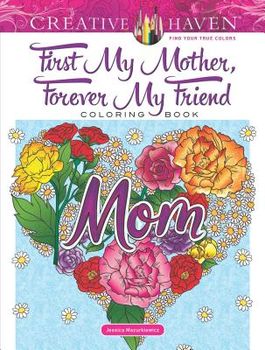 CREATIVE HAVEN
FIND YOUR TRUE COLORS
First My Mother,
Forever My Friend
COLORING BOOK
Mom
Jessica Mazurkiewicz